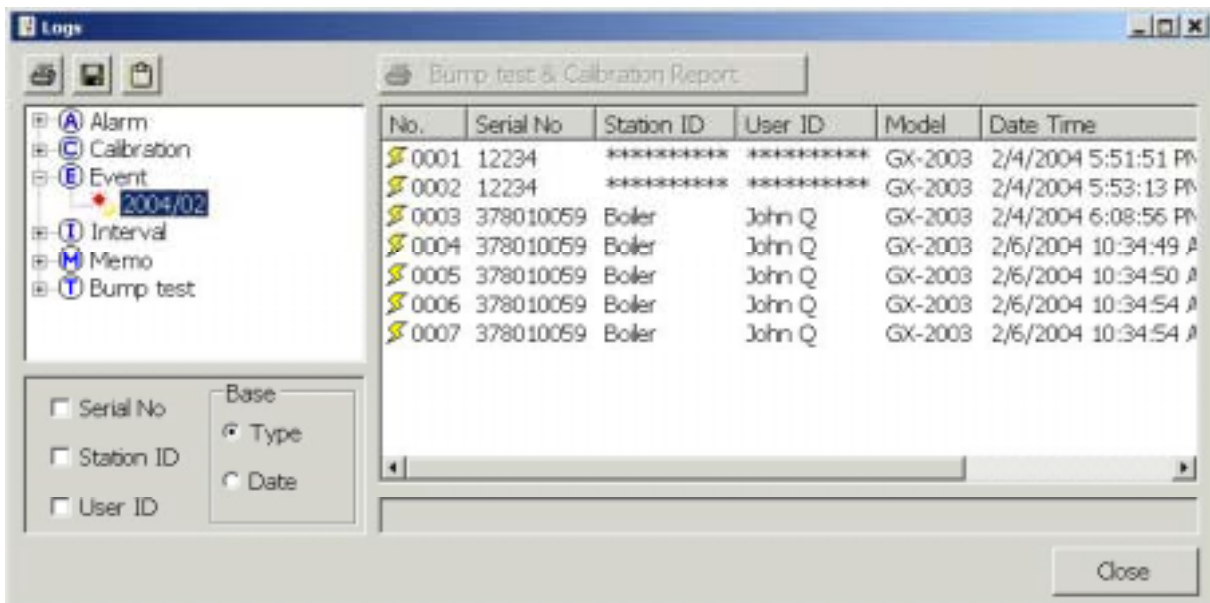 Logs
Bump test & Calibration Report
A Alarm
C Calibration
E Event
2004/02
I Interval
M Memo
T Bump test
Serial No
Station ID
User ID
Base
Type
Date
No. Serial No Station ID User ID Model Date Time
0001 12234 ********** ********** GX-2003 2/4/2004 5:51:51 PM
0002 12234 ********** ********** GX-2003 2/4/2004 5:53:13 PM
0003 378010059 Boiler John Q GX-2003 2/4/2004 6:08:56 PM
0004 378010059 Boiler John Q GX-2003 2/6/2004 10:34:49 A
0005 378010059 Boiler John Q GX-2003 2/6/2004 10:34:50 A
0006 378010059 Boiler John Q GX-2003 2/6/2004 10:34:54 A
0007 378010059 Boiler John Q GX-2003 2/6/2004 10:34:54 A
Close